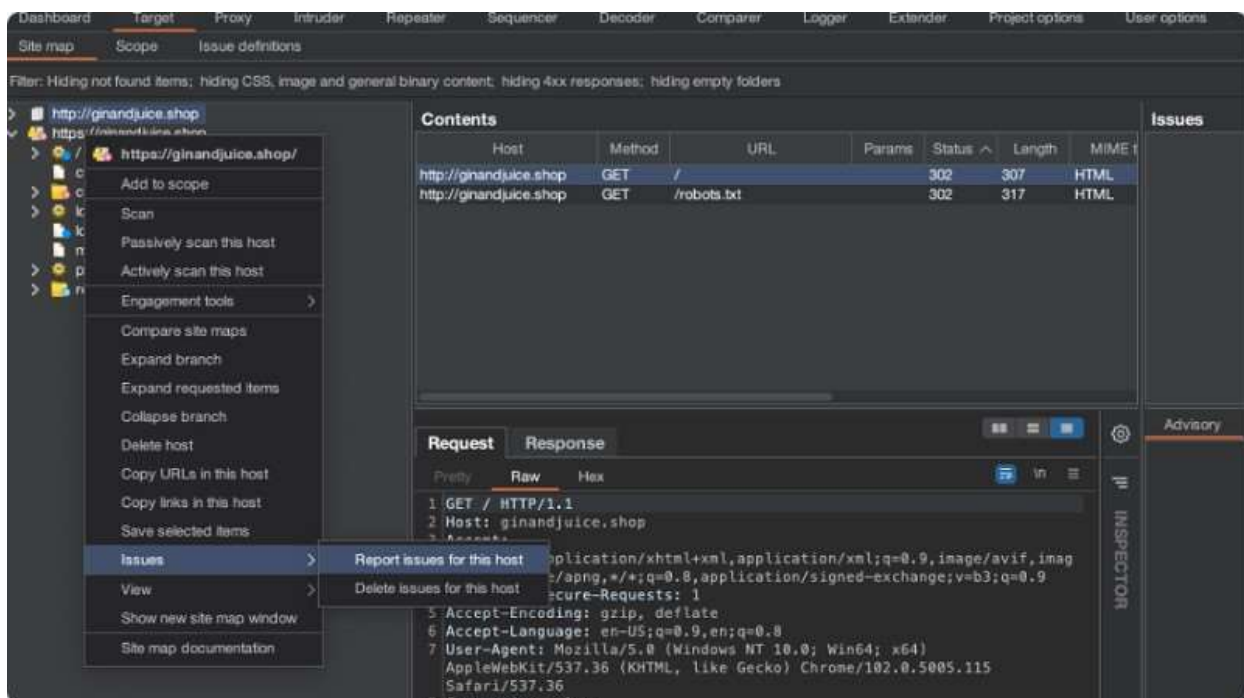 Dashboard Target Proxy Intruder Repeater Sequencer Decoder Comparer Logger Extender Project options User options
Site map Scope Issue definitions
Filter: Hiding not found items; hiding CSS, image and general binary content; hiding 4xx responses; hiding empty folders
http://ginandjuice.shop
https://ginandjuice.shop
/
https://ginandjuice.shop/
Add to scope
Scan
Passively scan this host
Actively scan this host
Engagement tools
Compare site maps
Expand branch
Expand requested items
Collapse branch
Delete host
Copy URLs in this host
Copy links in this host
Save selected items
Issues
View
Show new site map window
Site map documentation
Report issues for this host
Delete issues for this host
Contents
Host Method URL Params Status Length MIME t
http://ginandjuice.shop GET / 302 307 HTML
http://ginandjuice.shop GET /robots.txt 302 317 HTML
Issues
Advisory
Request Response
Pretty Raw Hex \n
1 GET / HTTP/1.1
2 Host: ginandjuice.shop
plication/xhtml+xml,application/xml;q=0.9,image/avif,imag
e/apng,*/*;q=0.8,application/signed-exchange;v=b3;q=0.9
ecure-Requests: 1
5 Accept-Encoding: gzip, deflate
6 Accept-Language: en-US;q=0.9,en;q=0.8
7 User-Agent: Mozilla/5.0 (Windows NT 10.0; Win64; x64)
AppleWebKit/537.36 (KHTML, like Gecko) Chrome/102.0.5005.115
Safari/537.36
INSPECTOR